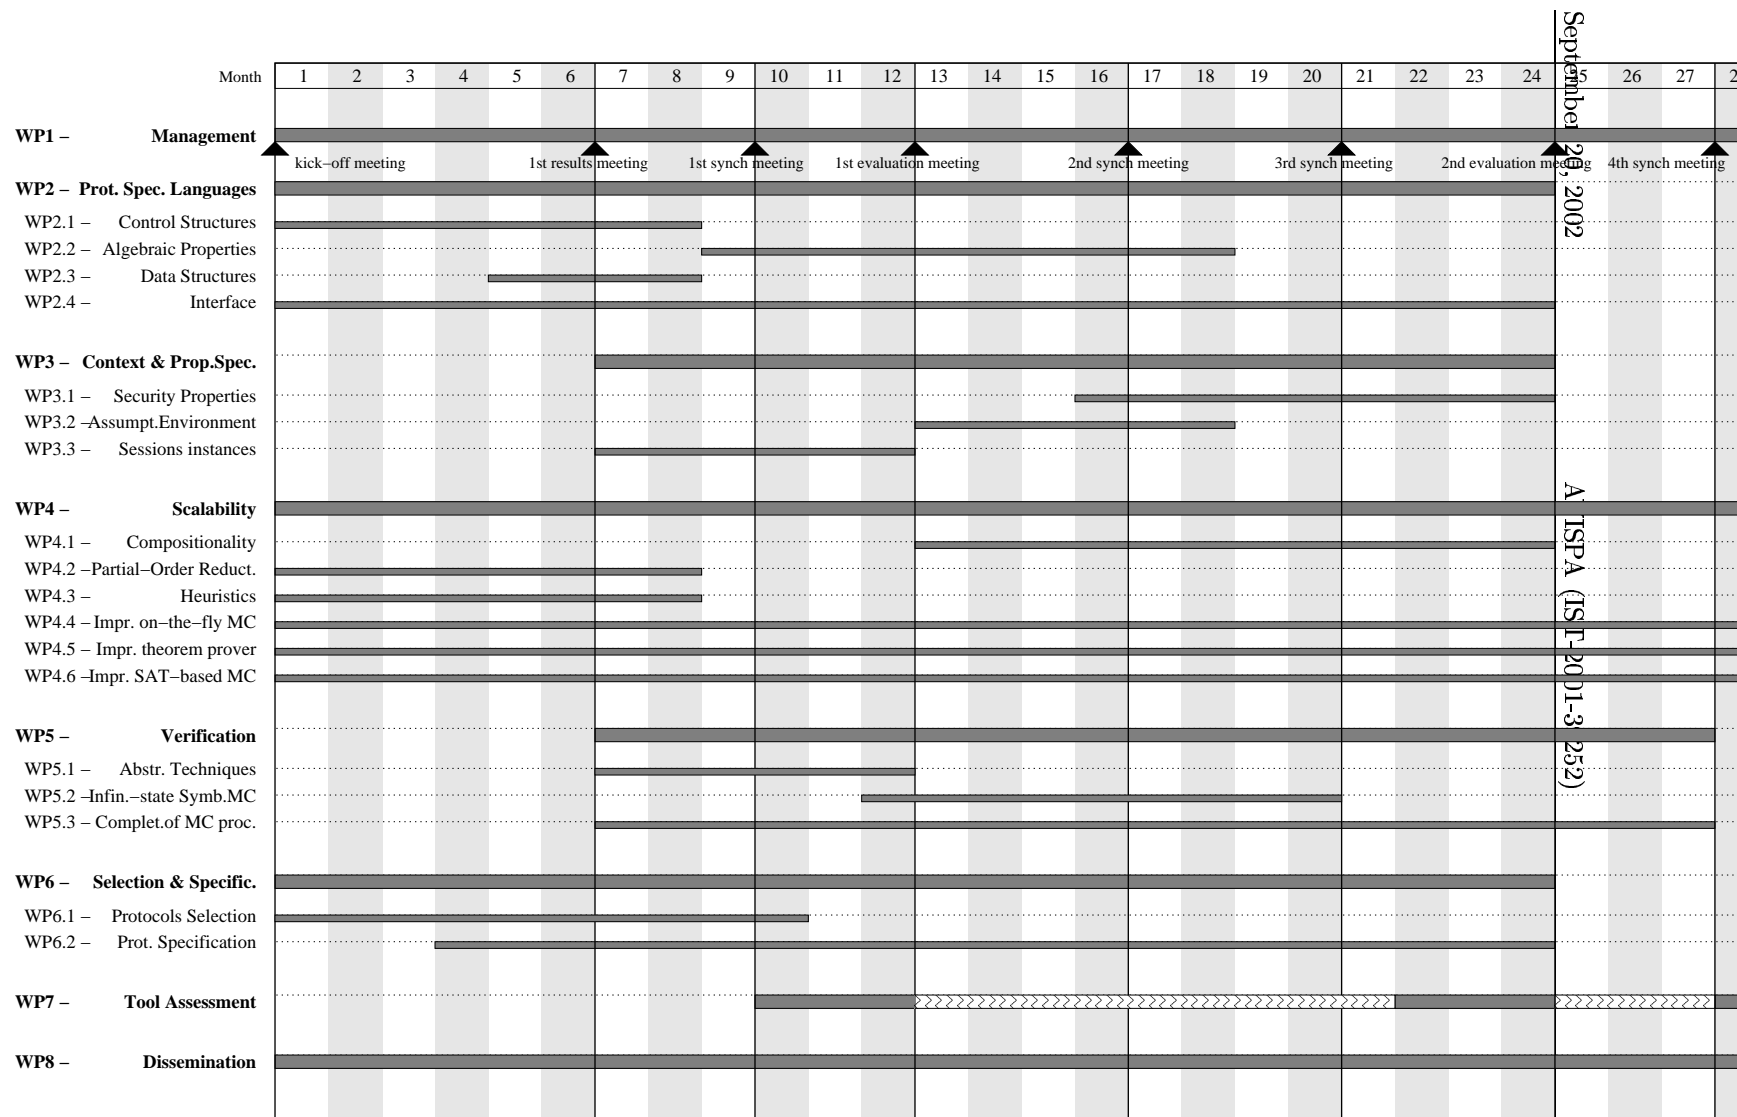 September 20, 2002
Month 1 2 3 4 5 6 7 8 9 10 11 12 13 14 15 16 17 18 19 20 21 22 23 24 25 26 27
WP1 – Management
kick–off meeting 1st results meeting 1st synch meeting 1st evaluation meeting 2nd synch meeting 3rd synch meeting 2nd evaluation meeting 4th synch meeting
WP2 – Prot. Spec. Languages
WP2.1 – Control Structures
WP2.2 – Algebraic Properties
WP2.3 – Data Structures
WP2.4 – Interface
WP3 – Context & Prop.Spec.
WP3.1 – Security Properties
WP3.2 –Assumpt.Environment
WP3.3 – Sessions instances
WP4 – Scalability
WP4.1 – Compositionality
WP4.2 –Partial–Order Reduct.
WP4.3 – Heuristics
WP4.4 – Impr. on–the–fly MC
WP4.5 – Impr. theorem prover
WP4.6 –Impr. SAT–based MC
WP5 – Verification
WP5.1 – Abstr. Techniques
WP5.2 –Infin.–state Symb.MC
WP5.3 – Complet.of MC proc.
WP6 – Selection & Specific.
WP6.1 – Protocols Selection
WP6.2 – Prot. Specification
WP7 – Tool Assessment
WP8 – Dissemination